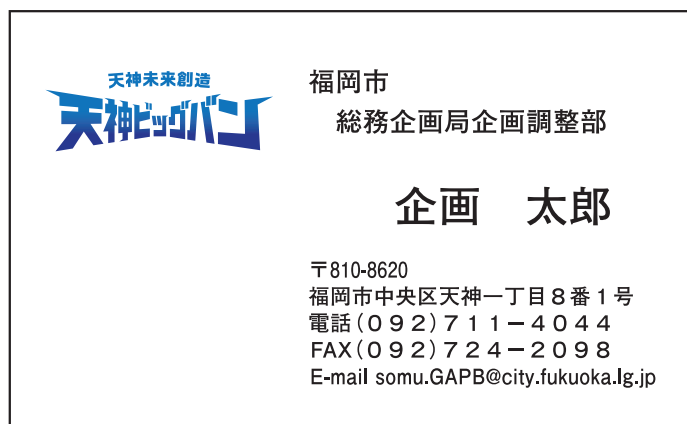 天神未来創造
天神ビッグバン
福岡市
総務企画局企画調整部
企画　太郎
〒810-8620
福岡市中央区天神一丁目８番１号
電話(０９２)７１１－４０４４
FAX(０９２)７２４－２０９８
E-mail somu.GAPB@city.fukuoka.lg.jp